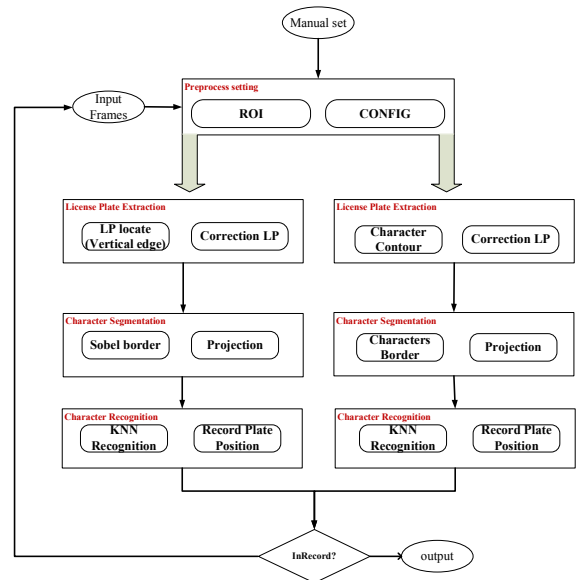 Manual set
Preprocess setting
Input
Frames
ROI
CONFIG
License Plate Extraction
LP locate
(Vertical edge)
Correction LP
License Plate Extraction
Character
Contour
Correction LP
Character Segmentation
Sobel border
Projection
Character Segmentation
Characters
Border
Projection
Character Recognition
KNN
Recognition
Record Plate
Position
Character Recognition
KNN
Recognition
Record Plate
Position
InRecord?
output